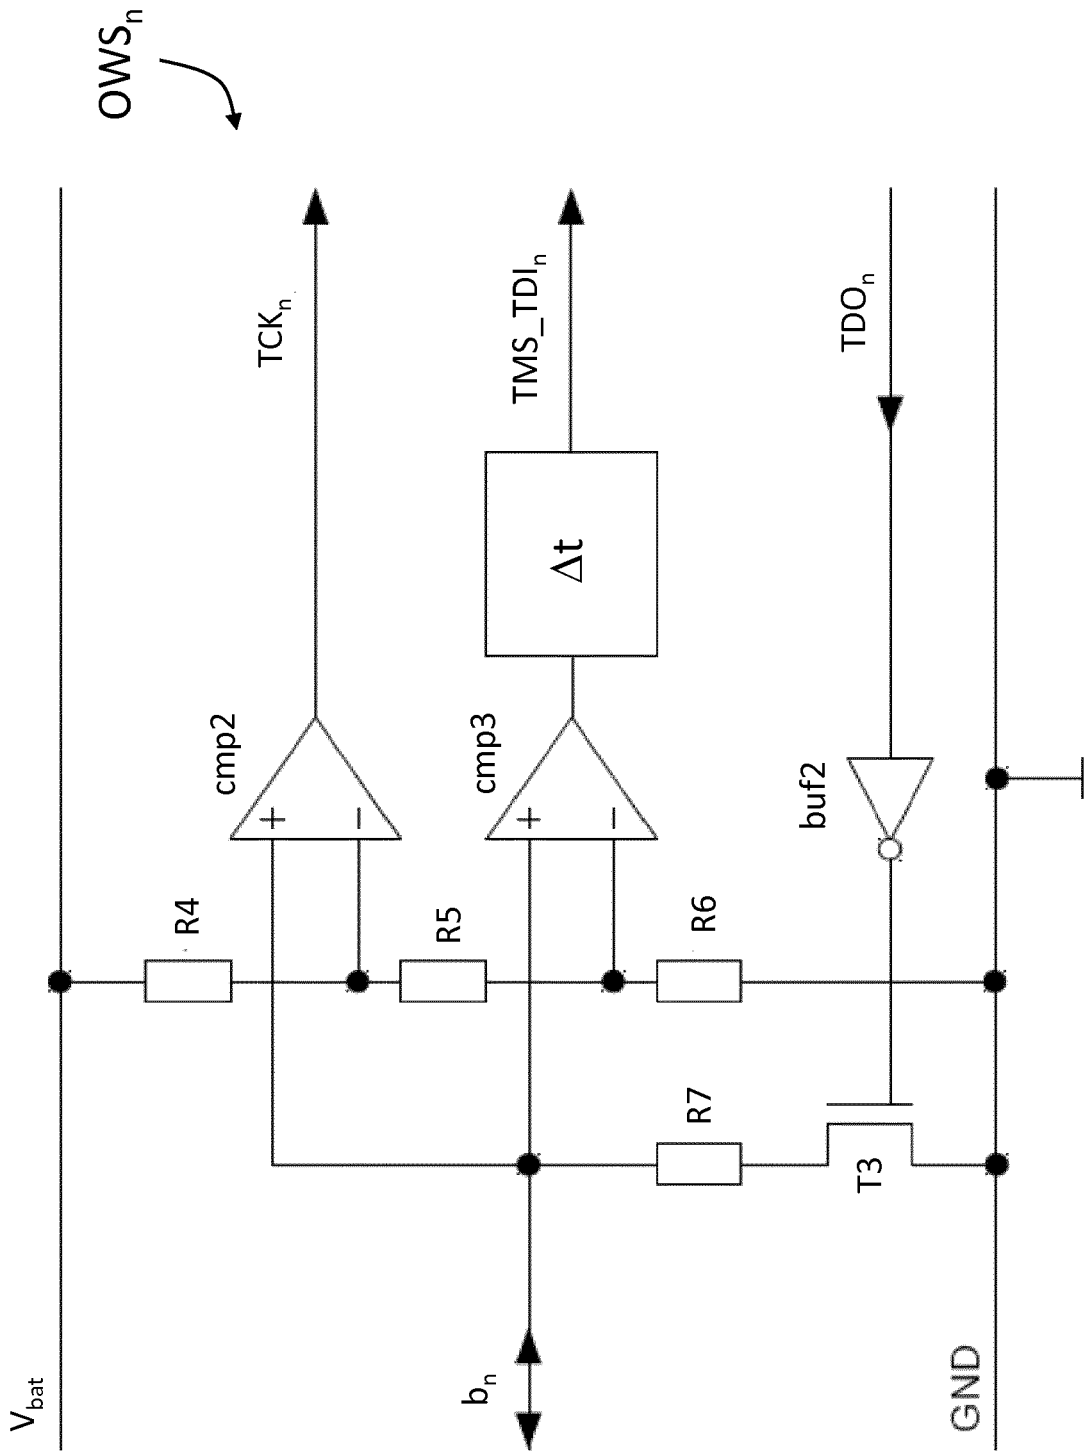 OWSn
Vbat
TCKn
cmp2
+
−
R4
TMS_TDIn
Δt
cmp3
+
−
R5
R6
bn
R7
TDOn
buf2
T3
GND